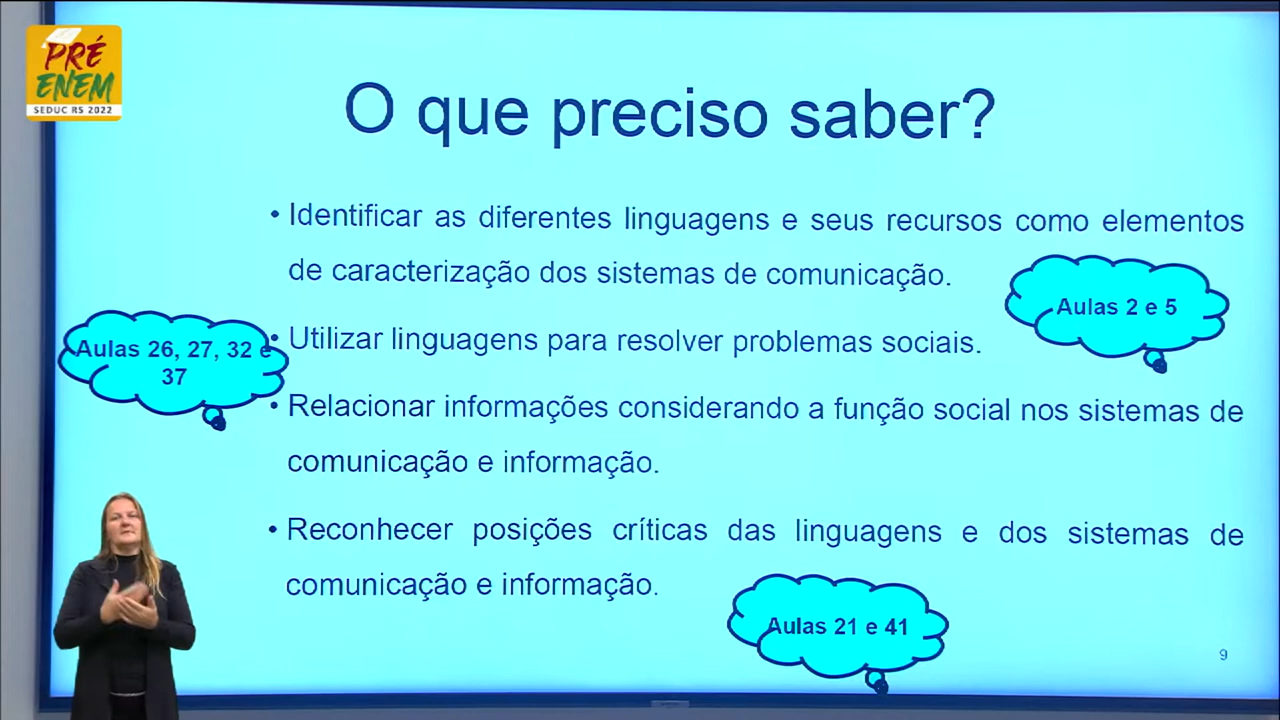 PRÉ
ENEM
SEDUC RS 2022
O que preciso saber?
• Identificar as diferentes linguagens e seus recursos como elementos
de caracterização dos sistemas de comunicação.
Aulas 2 e 5
• Utilizar linguagens para resolver problemas sociais.
Aulas 26, 27, 32 e
37
• Relacionar informações considerando a função social nos sistemas de
comunicação e informação.
• Reconhecer posições críticas das linguagens e dos sistemas de
comunicação e informação.
Aulas 21 e 41
9